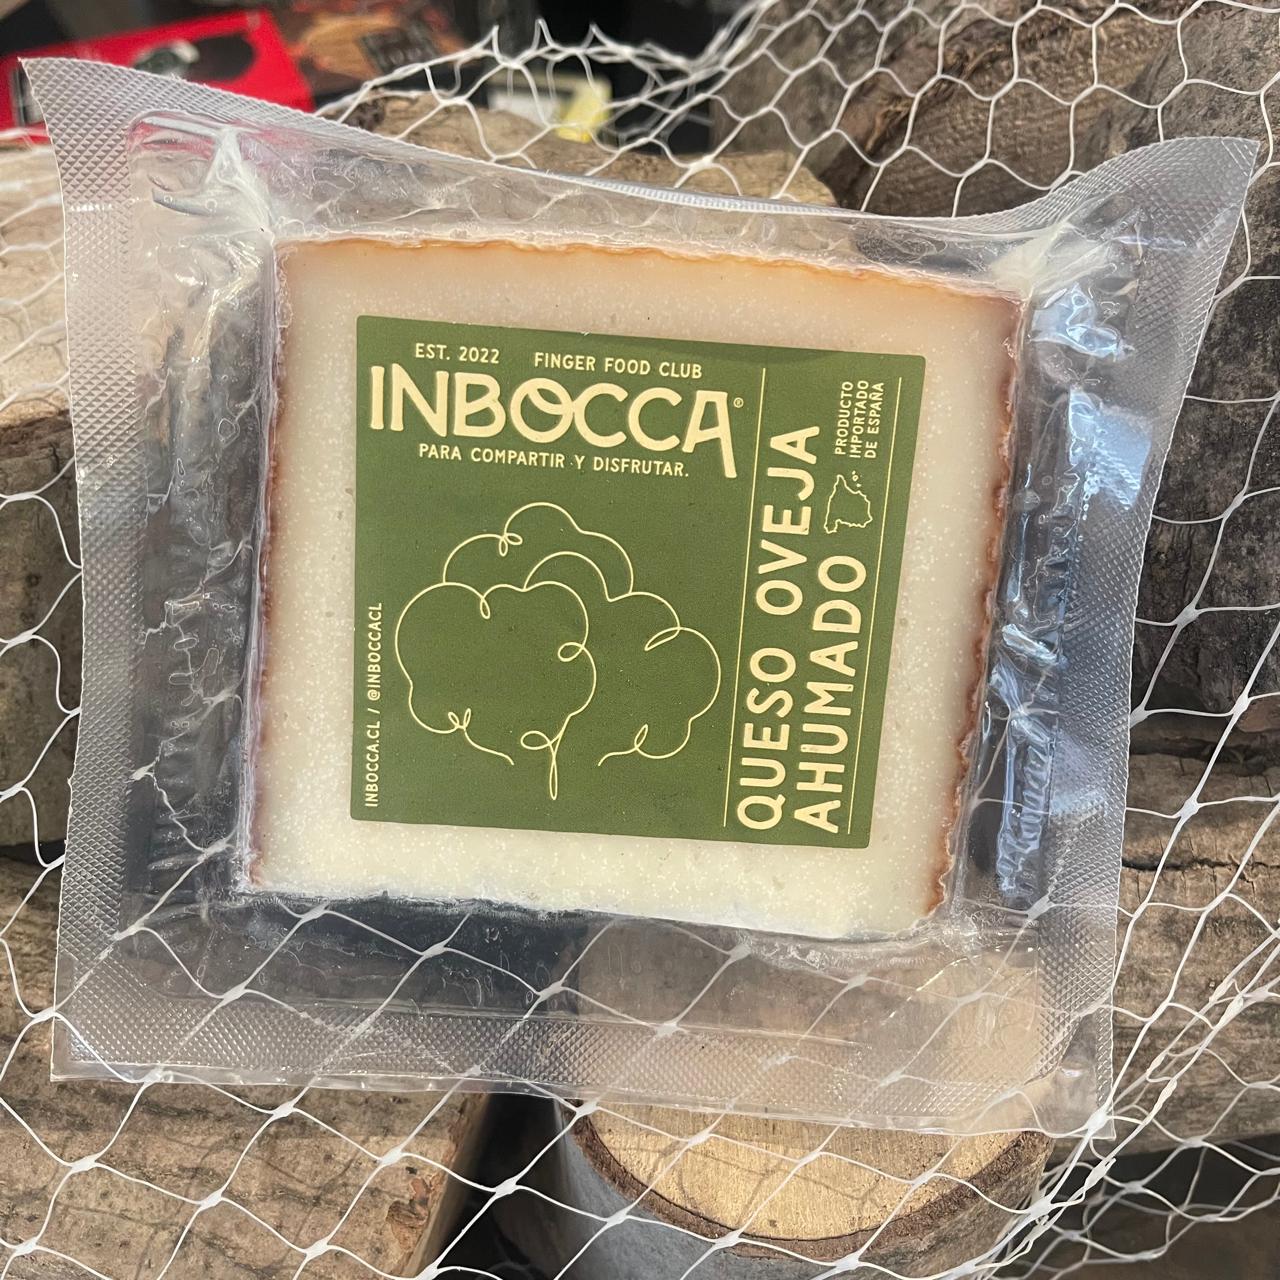 EST. 2022 FINGER FOOD CLUB
INBOCCA®
PARA COMPARTIR Y DISFRUTAR.
INBOCCA.CL / @INBOCCACL
QUESO OVEJA
AHUMADO
PRODUCTO
IMPORTADO
DE ESPAÑA